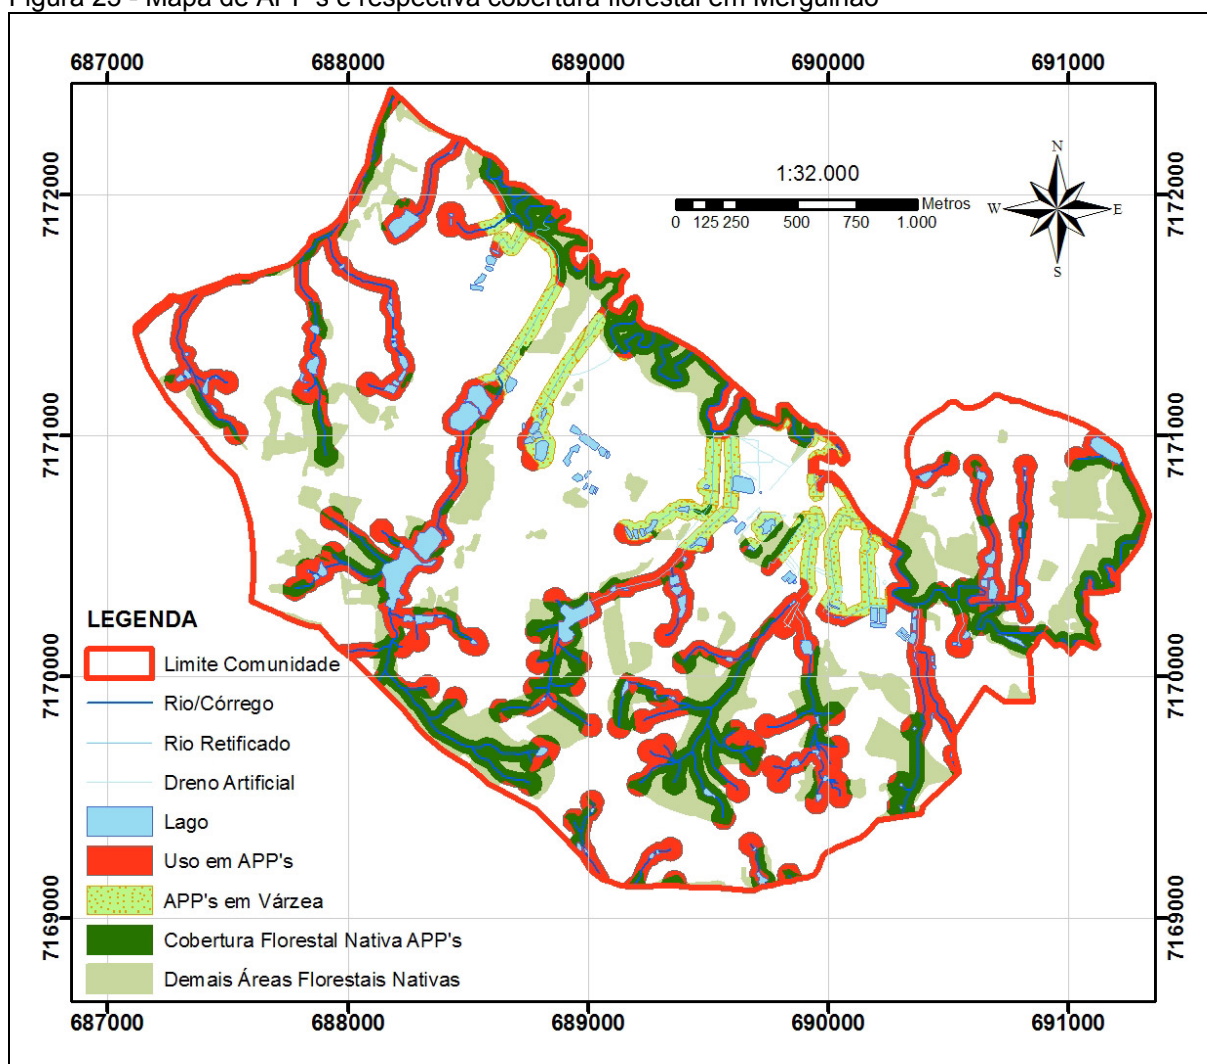 Figura 25 - Mapa de APP's e respectiva cobertura florestal em Mergulhão
687000 688000 689000 690000 691000
7172000 7172000
7171000 7171000
7170000 7170000
7169000 7169000
1:32.000
Metros
0 125 250 500 750 1.000
N
W E
S
LEGENDA
Limite Comunidade
Rio/Córrego
Rio Retificado
Dreno Artificial
Lago
Uso em APP's
APP's em Várzea
Cobertura Florestal Nativa APP's
Demais Áreas Florestais Nativas
687000 688000 689000 690000 691000